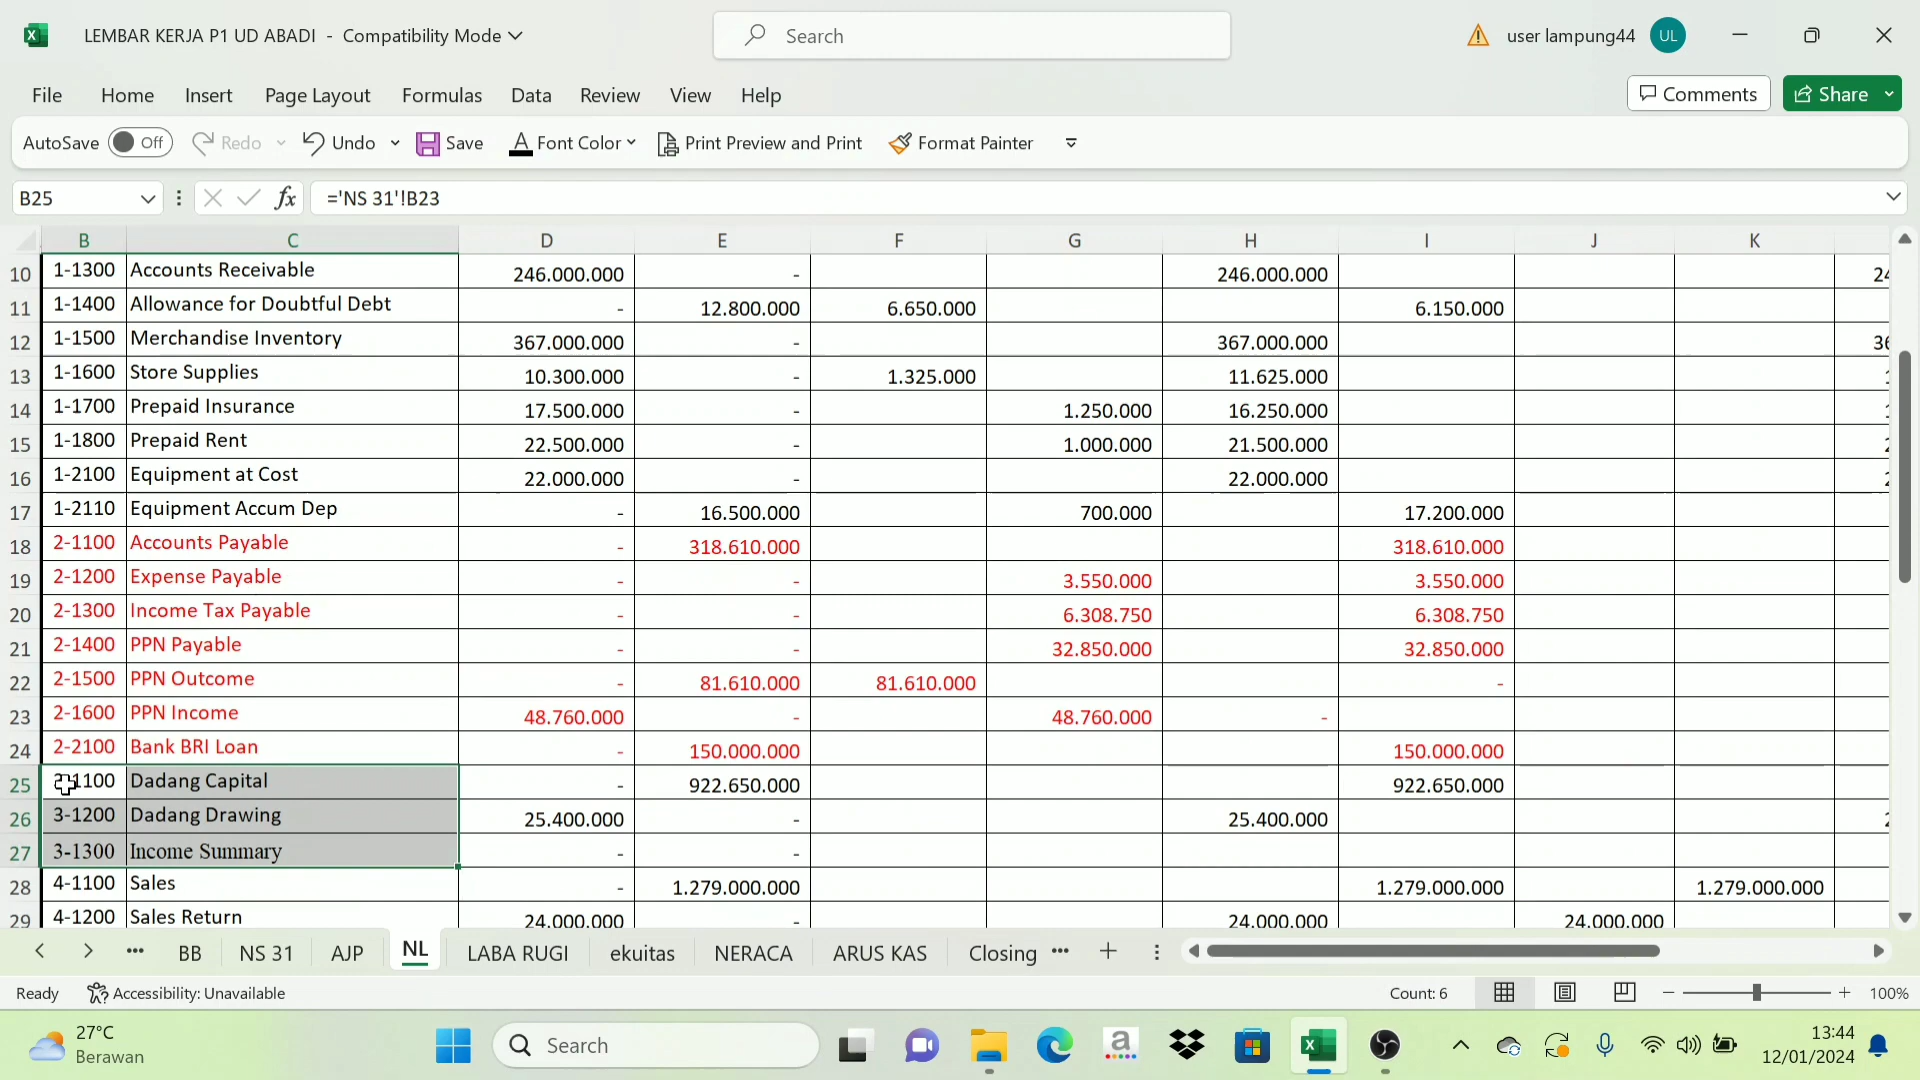 LEMBAR KERJA P1 UD ABADI - Compatibility Mode
Search
user lampung44 UL
File Home Insert Page Layout Formulas Data Review View Help Comments Share
AutoSave Off Redo Undo Save Font Color Print Preview and Print Format Painter
B25 fx ='NS 31'!B23
B C D E F G H I J K
10 1-1300 Accounts Receivable 246.000.000 - 246.000.000 24
11 1-1400 Allowance for Doubtful Debt - 12.800.000 6.650.000 6.150.000
12 1-1500 Merchandise Inventory 367.000.000 - 367.000.000 36
13 1-1600 Store Supplies 10.300.000 - 1.325.000 11.625.000
14 1-1700 Prepaid Insurance 17.500.000 - 1.250.000 16.250.000
15 1-1800 Prepaid Rent 22.500.000 - 1.000.000 21.500.000
16 1-2100 Equipment at Cost 22.000.000 - 22.000.000
17 1-2110 Equipment Accum Dep - 16.500.000 700.000 17.200.000
18 2-1100 Accounts Payable - 318.610.000 318.610.000
19 2-1200 Expense Payable - - 3.550.000 3.550.000
20 2-1300 Income Tax Payable - - 6.308.750 6.308.750
21 2-1400 PPN Payable - - 32.850.000 32.850.000
22 2-1500 PPN Outcome - 81.610.000 81.610.000 -
23 2-1600 PPN Income 48.760.000 - 48.760.000 -
24 2-2100 Bank BRI Loan - 150.000.000 150.000.000
25 1100 Dadang Capital - 922.650.000 922.650.000
26 3-1200 Dadang Drawing 25.400.000 - 25.400.000
27 3-1300 Income Summary - -
28 4-1100 Sales - 1.279.000.000 1.279.000.000 1.279.000.000
29 4-1200 Sales Return 24.000.000 - 24.000.000 24.000.000
BB NS 31 AJP NL LABA RUGI ekuitas NERACA ARUS KAS Closing
Ready Accessibility: Unavailable Count: 6 100%
27°C
Berawan
Search
13:44
12/01/2024